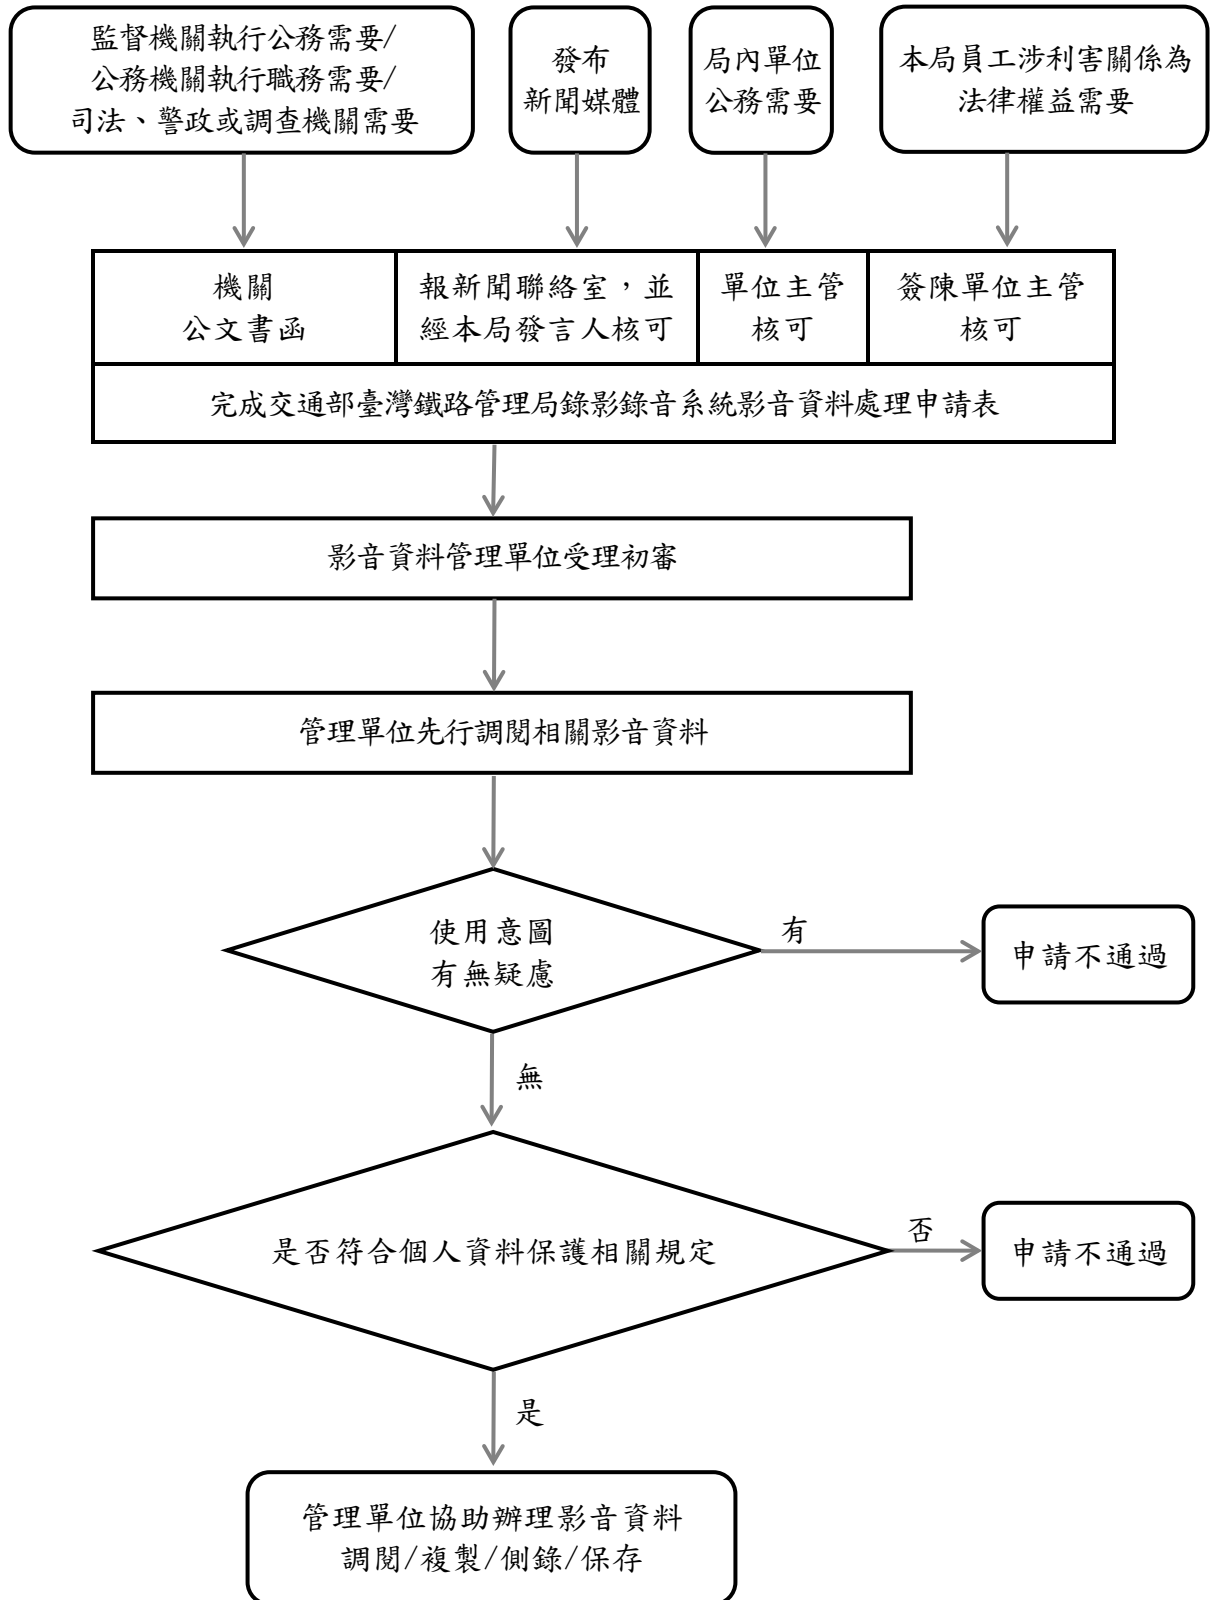 監督機關執行公務需要/
公務機關執行職務需要/
司法、警政或調查機關需要
發布
新聞媒體
局內單位
公務需要
本局員工涉利害關係為
法律權益需要
機關
公文書函
報新聞聯絡室，並
經本局發言人核可
單位主管
核可
簽陳單位主管
核可
完成交通部臺灣鐵路管理局錄影錄音系統影音資料處理申請表
影音資料管理單位受理初審
管理單位先行調閱相關影音資料
使用意圖
有無疑慮
有
申請不通過
無
是否符合個人資料保護相關規定
否
申請不通過
是
管理單位協助辦理影音資料
調閱/複製/側錄/保存